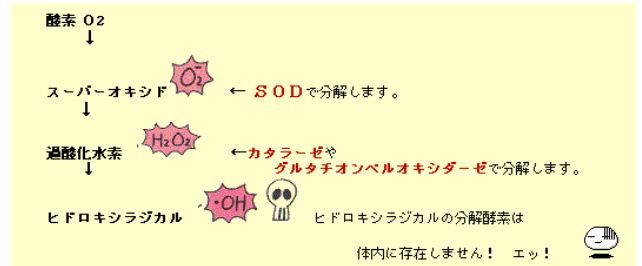 酸素 O2
↓
スーパーオキシド O₂⁻ ← SODで分解します。
↓
過酸化水素 H₂O₂ ←カタラーゼや
↓ グルタチオンペルオキシダーゼで分解します。
ヒドロキシラジカル ・OH ヒドロキシラジカルの分解酵素は
体内に存在しません! エッ!